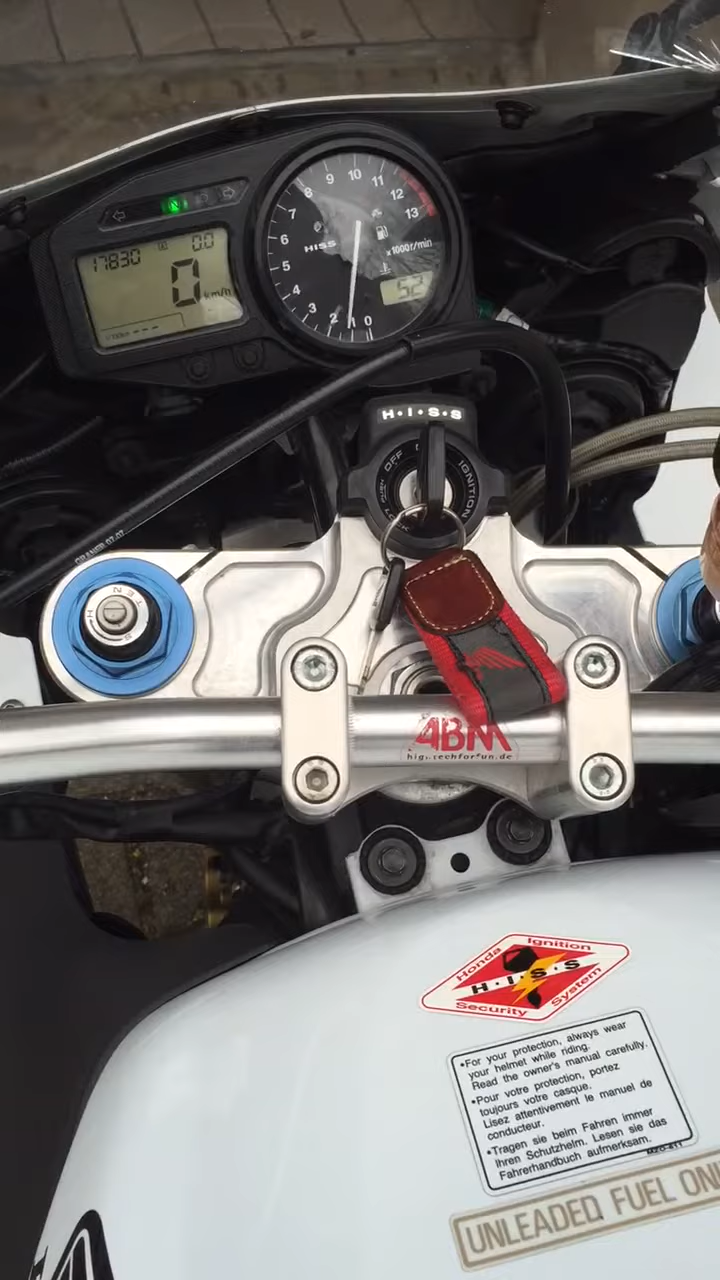 N
17830
0.0
0 km/h
9 10 11
8 12
7 13
6
HISS
x1000r/min
5
4 52
3
2 1 0
H·I·S·S
OFF
IGNITION
PUSH
ABM
Honda Ignition
H·I·S·S
Security System
•For your protection, always wear
your helmet while riding.
Read the owner's manual carefully.
•Pour votre protection, portez
toujours votre casque.
Lisez attentivement le manuel de
conducteur.
•Tragen sie beim Fahren immer
Ihren Schutzhelm. Lesen sie das
Fahrerhandbuch aufmerksam.
UNLEADED FUEL ON